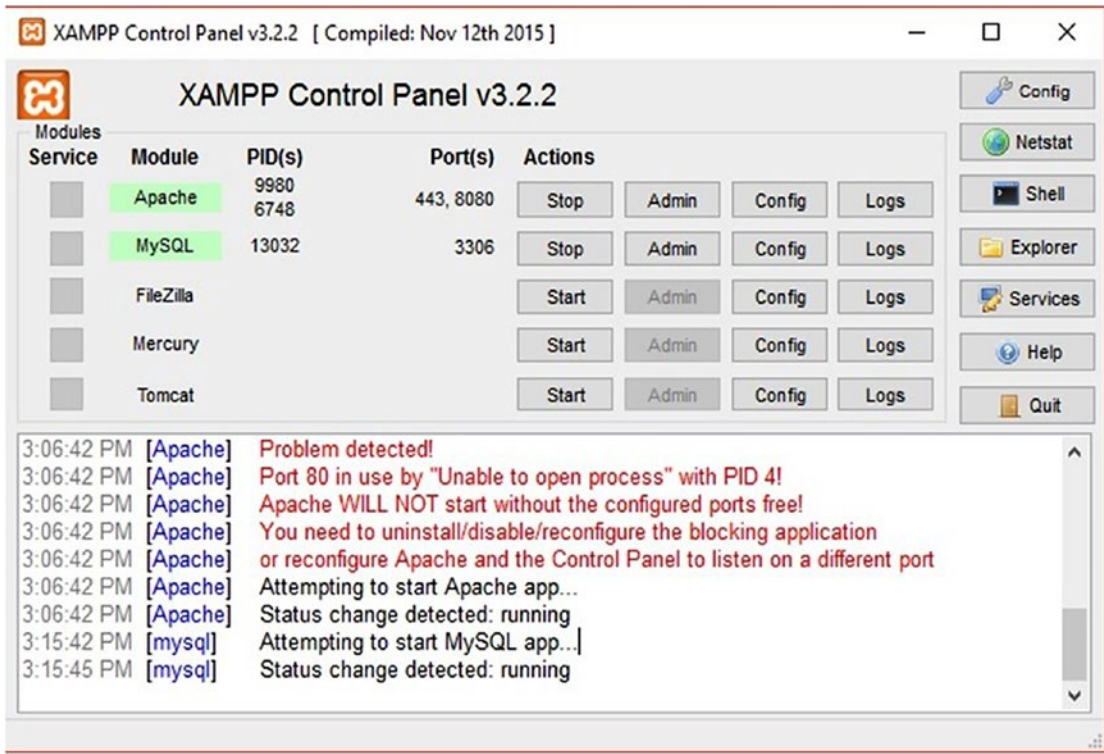 XAMPP Control Panel v3.2.2 [ Compiled: Nov 12th 2015 ]
XAMPP Control Panel v3.2.2
Config
Modules
Service Module PID(s) Port(s) Actions
Netstat
Apache 9980 6748 443, 8080 Stop Admin Config Logs
Shell
MySQL 13032 3306 Stop Admin Config Logs
Explorer
FileZilla Start Admin Config Logs
Services
Mercury Start Admin Config Logs
Help
Tomcat Start Admin Config Logs
Quit
3:06:42 PM [Apache] Problem detected!
3:06:42 PM [Apache] Port 80 in use by "Unable to open process" with PID 4!
3:06:42 PM [Apache] Apache WILL NOT start without the configured ports free!
3:06:42 PM [Apache] You need to uninstall/disable/reconfigure the blocking application
3:06:42 PM [Apache] or reconfigure Apache and the Control Panel to listen on a different port
3:06:42 PM [Apache] Attempting to start Apache app...
3:06:42 PM [Apache] Status change detected: running
3:15:42 PM [mysql] Attempting to start MySQL app...
3:15:45 PM [mysql] Status change detected: running